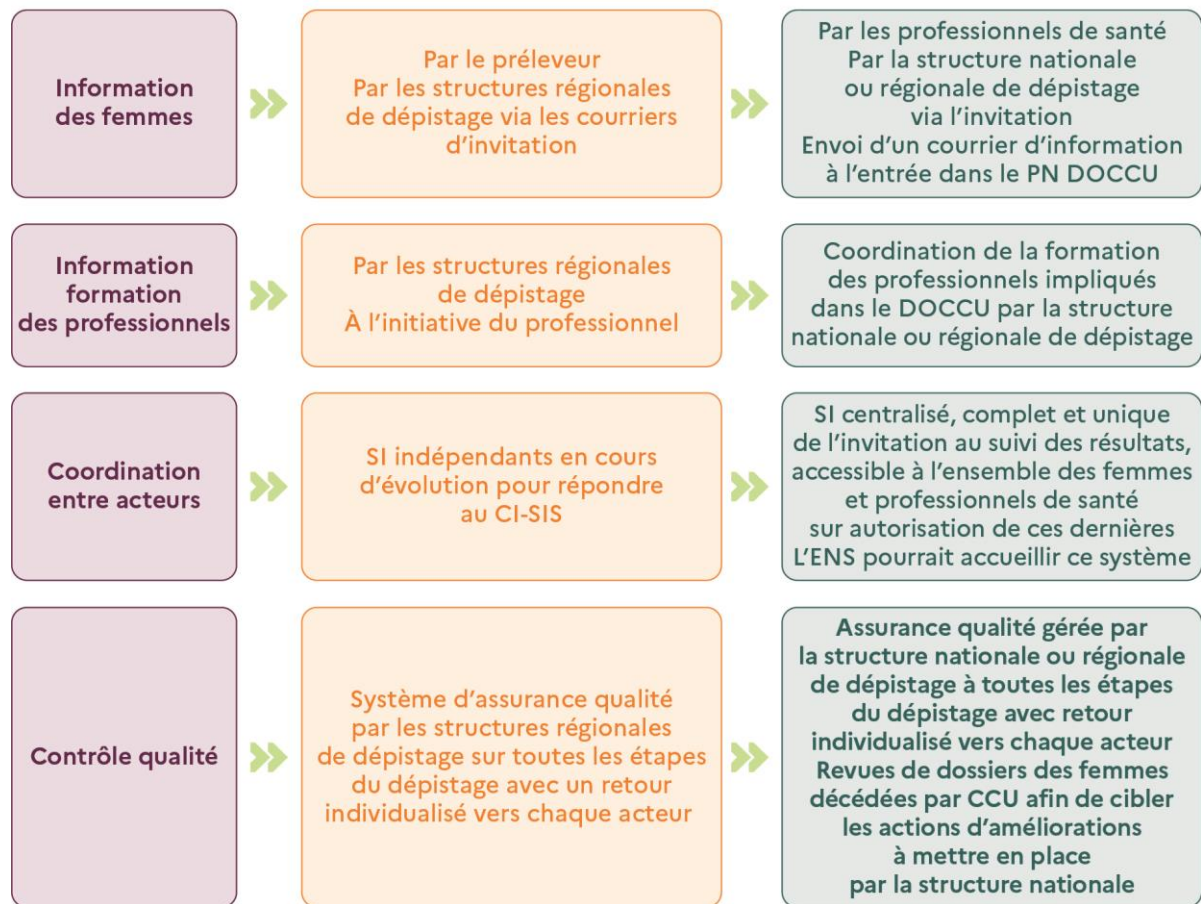 Information
des femmes
Par le préleveur
Par les structures régionales
de dépistage via les courriers
d’invitation
Par les professionnels de santé
Par la structure nationale
ou régionale de dépistage
via l’invitation
Envoi d’un courrier d’information
à l’entrée dans le PN DOCCU
Information
formation
des professionnels
Par les structures régionales
de dépistage
À l’initiative du professionnel
Coordination de la formation
des professionnels impliqués
dans le DOCCU par la structure
nationale ou régionale de dépistage
Coordination
entre acteurs
SI indépendants en cours
d’évolution pour répondre
au CI-SIS
SI centralisé, complet et unique
de l’invitation au suivi des résultats,
accessible à l’ensemble des femmes
et professionnels de santé
sur autorisation de ces dernières
L’ENS pourrait accueillir ce système
Contrôle qualité
Système d’assurance qualité
par les structures régionales
de dépistage sur toutes les étapes
du dépistage avec un retour
individualisé vers chaque acteur
Assurance qualité gérée par
la structure nationale ou régionale
de dépistage à toutes les étapes
du dépistage avec retour
individualisé vers chaque acteur
Revues de dossiers des femmes
décédées par CCU afin de cibler
les actions d’améliorations
à mettre en place
par la structure nationale